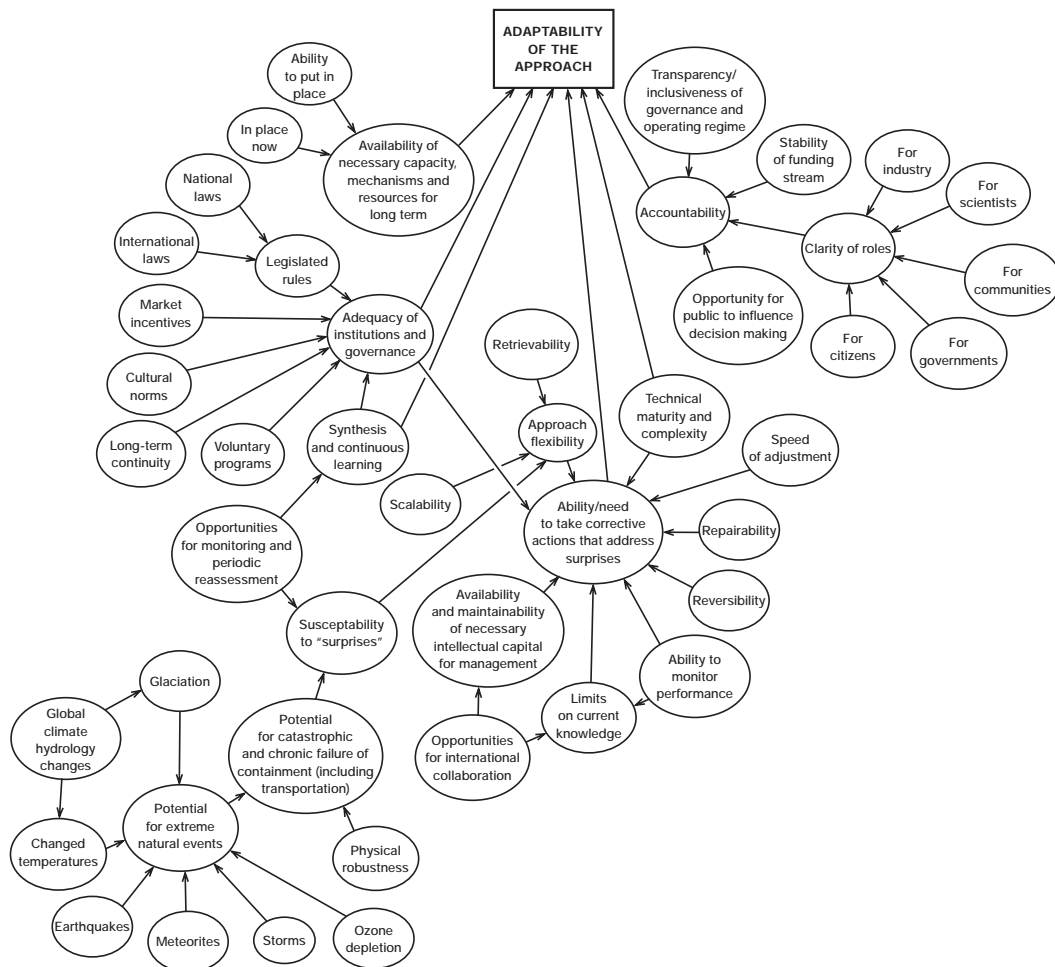 ADAPTABILITY
OF THE
APPROACH
Ability
to put in
place
In place
now
Availability of
necessary capacity,
mechanisms and
resources for
long term
National
laws
International
laws
Legislated
rules
Market
incentives
Adequacy of
institutions and
governance
Cultural
norms
Long-term
continuity
Voluntary
programs
Synthesis
and continuous
learning
Opportunities
for monitoring and
periodic
reassessment
Susceptability
to “surprises”
Transparency/
inclusiveness of
governance and
operating regime
Stability
of funding
stream
Accountability
For
industry
For
scientists
Clarity of roles
For
communities
For
governments
For
citizens
Opportunity for
public to influence
decision making
Retrievability
Approach
flexibility
Scalability
Technical
maturity and
complexity
Speed
of adjustment
Ability/need
to take corrective
actions that address
surprises
Repairability
Reversibility
Availability
and maintainability
of necessary
intellectual capital
for management
Ability to
monitor
performance
Limits
on current
knowledge
Opportunities
for international
collaboration
Glaciation
Global
climate
hydrology
changes
Potential
for catastrophic
and chronic failure of
containment (including
transportation)
Potential
for extreme
natural events
Changed
temperatures
Physical
robustness
Earthquakes
Meteorites
Storms
Ozone
depletion